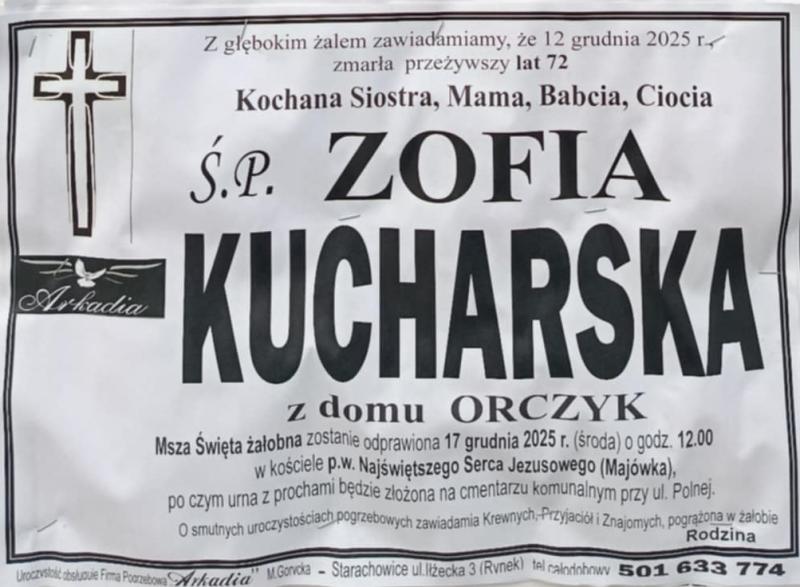 Z głębokim żalem zawiadamiamy, że 12 grudnia 2025 r.,
zmarła przeżywszy lat 72
Kochana Siostra, Mama, Babcia, Ciocia
Ś.P. ZOFIA
KUCHARSKA
Arkadia
z domu ORCZYK
Msza Święta żałobna zostanie odprawiona 17 grudnia 2025 r. (środa) o godz. 12.00
w kościele p.w. Najświętszego Serca Jezusowego (Majówka),
po czym urna z prochami będzie złożona na cmentarzu komunalnym przy ul. Polnej.
O smutnych uroczystościach pogrzebowych zawiadamia Krewnych, Przyjaciół i Znajomych, pogrążona w żałobie
Rodzina
Uroczystość obsługuje Firma Pogrzebowa "Arkadia" M.Gorycka - Starachowice ul.Iłżecka 3 (Rynek) tel całodobowy 501 633 774